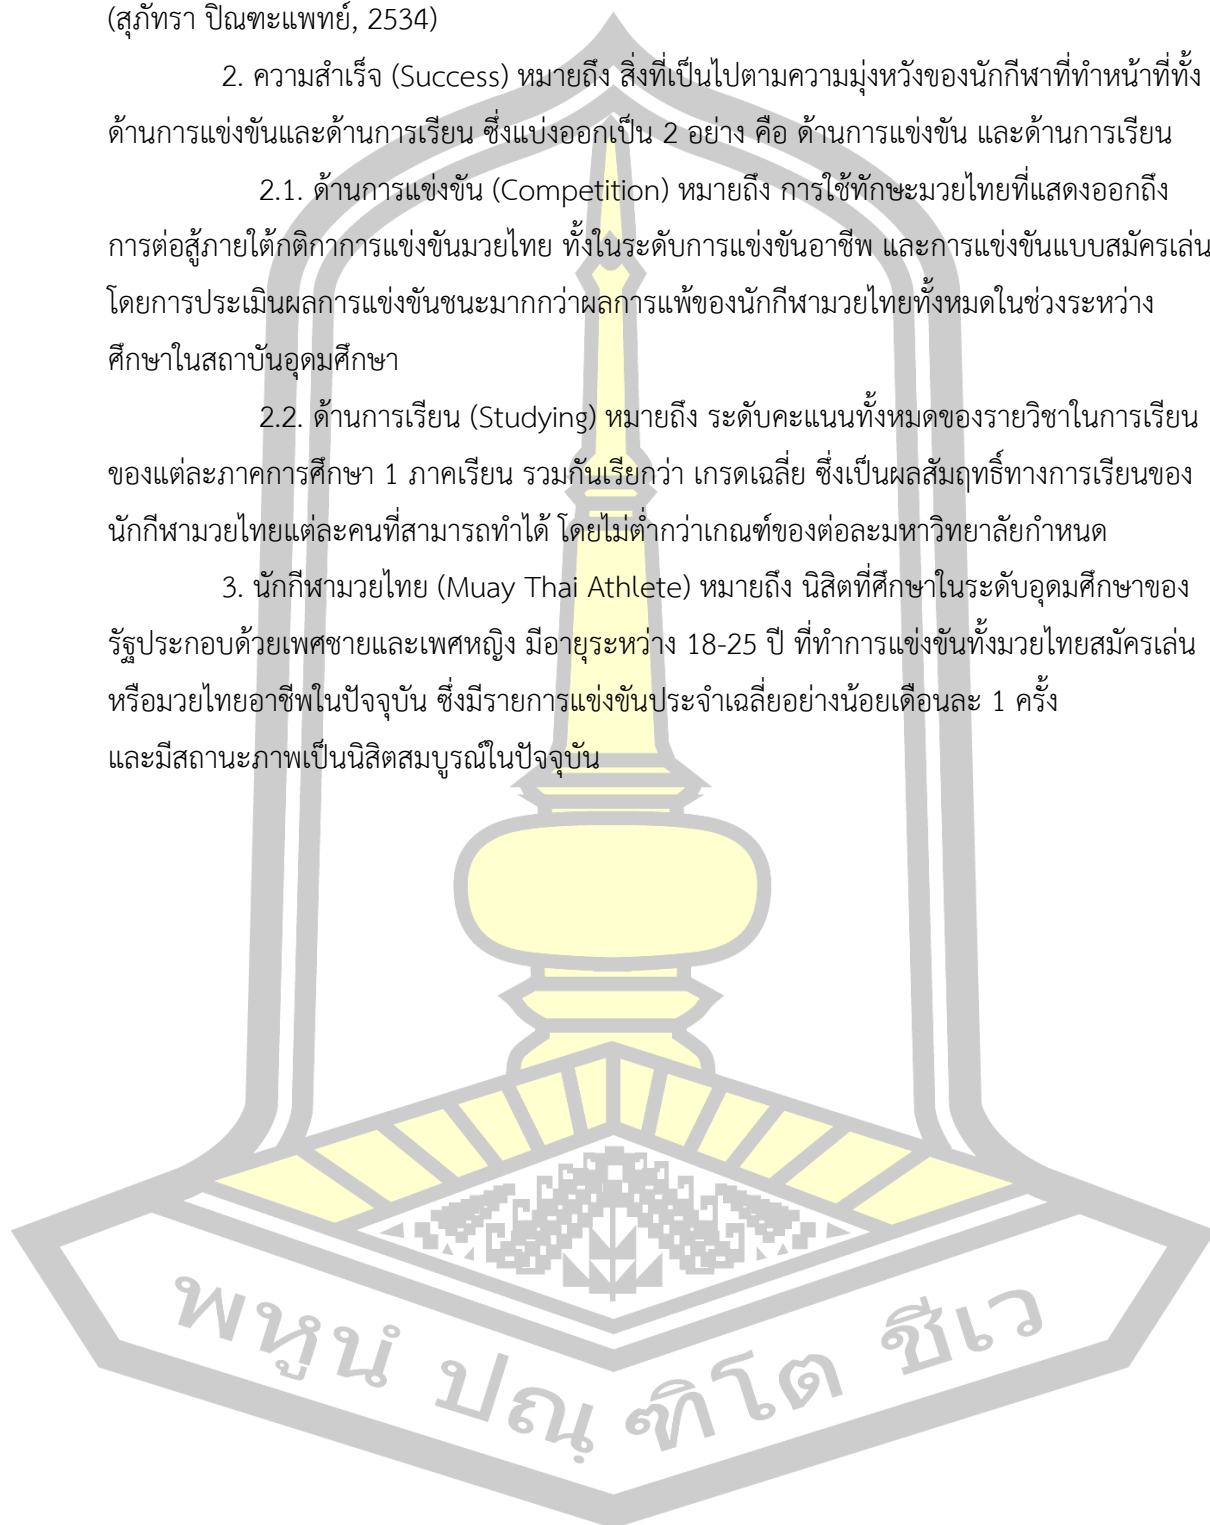 (สุภัทรา ปิณฑะแพทย์, 2534)
2. ความสำเร็จ (Success) หมายถึง สิ่งที่เป็นไปตามความมุ่งหวังของนักกีฬาที่ทำหน้าที่ทั้ง
ด้านการแข่งขันและด้านการเรียน ซึ่งแบ่งออกเป็น 2 อย่าง คือ ด้านการแข่งขัน และด้านการเรียน
2.1. ด้านการแข่งขัน (Competition) หมายถึง การใช้ทักษะมวยไทยที่แสดงออกถึง
การต่อสู้ภายใต้กติกาการแข่งขันมวยไทย ทั้งในระดับการแข่งขันอาชีพ และการแข่งขันแบบสมัครเล่น
โดยการประเมินผลการแข่งขันชนะมากกว่าผลการแพ้ของนักกีฬามวยไทยทั้งหมดในช่วงระหว่าง
ศึกษาในสถาบันอุดมศึกษา
2.2. ด้านการเรียน (Studying) หมายถึง ระดับคะแนนทั้งหมดของรายวิชาในการเรียน
ของแต่ละภาคการศึกษา 1 ภาคเรียน รวมกันเรียกว่า เกรดเฉลี่ย ซึ่งเป็นผลสัมฤทธิ์ทางการเรียนของ
นักกีฬามวยไทยแต่ละคนที่สามารถทำได้ โดยไม่ต่ำกว่าเกณฑ์ของต่อละมหาวิทยาลัยกำหนด
3. นักกีฬามวยไทย (Muay Thai Athlete) หมายถึง นิสิตที่ศึกษาในระดับอุดมศึกษาของ
รัฐประกอบด้วยเพศชายและเพศหญิง มีอายุระหว่าง 18-25 ปี ที่ทำการแข่งขันทั้งมวยไทยสมัครเล่น
หรือมวยไทยอาชีพในปัจจุบัน ซึ่งมีรายการแข่งขันประจำเฉลี่ยอย่างน้อยเดือนละ 1 ครั้ง
และมีสถานะภาพเป็นนิสิตสมบูรณ์ในปัจจุบัน
พหูนํ ปณฺฑิโต ชีเว